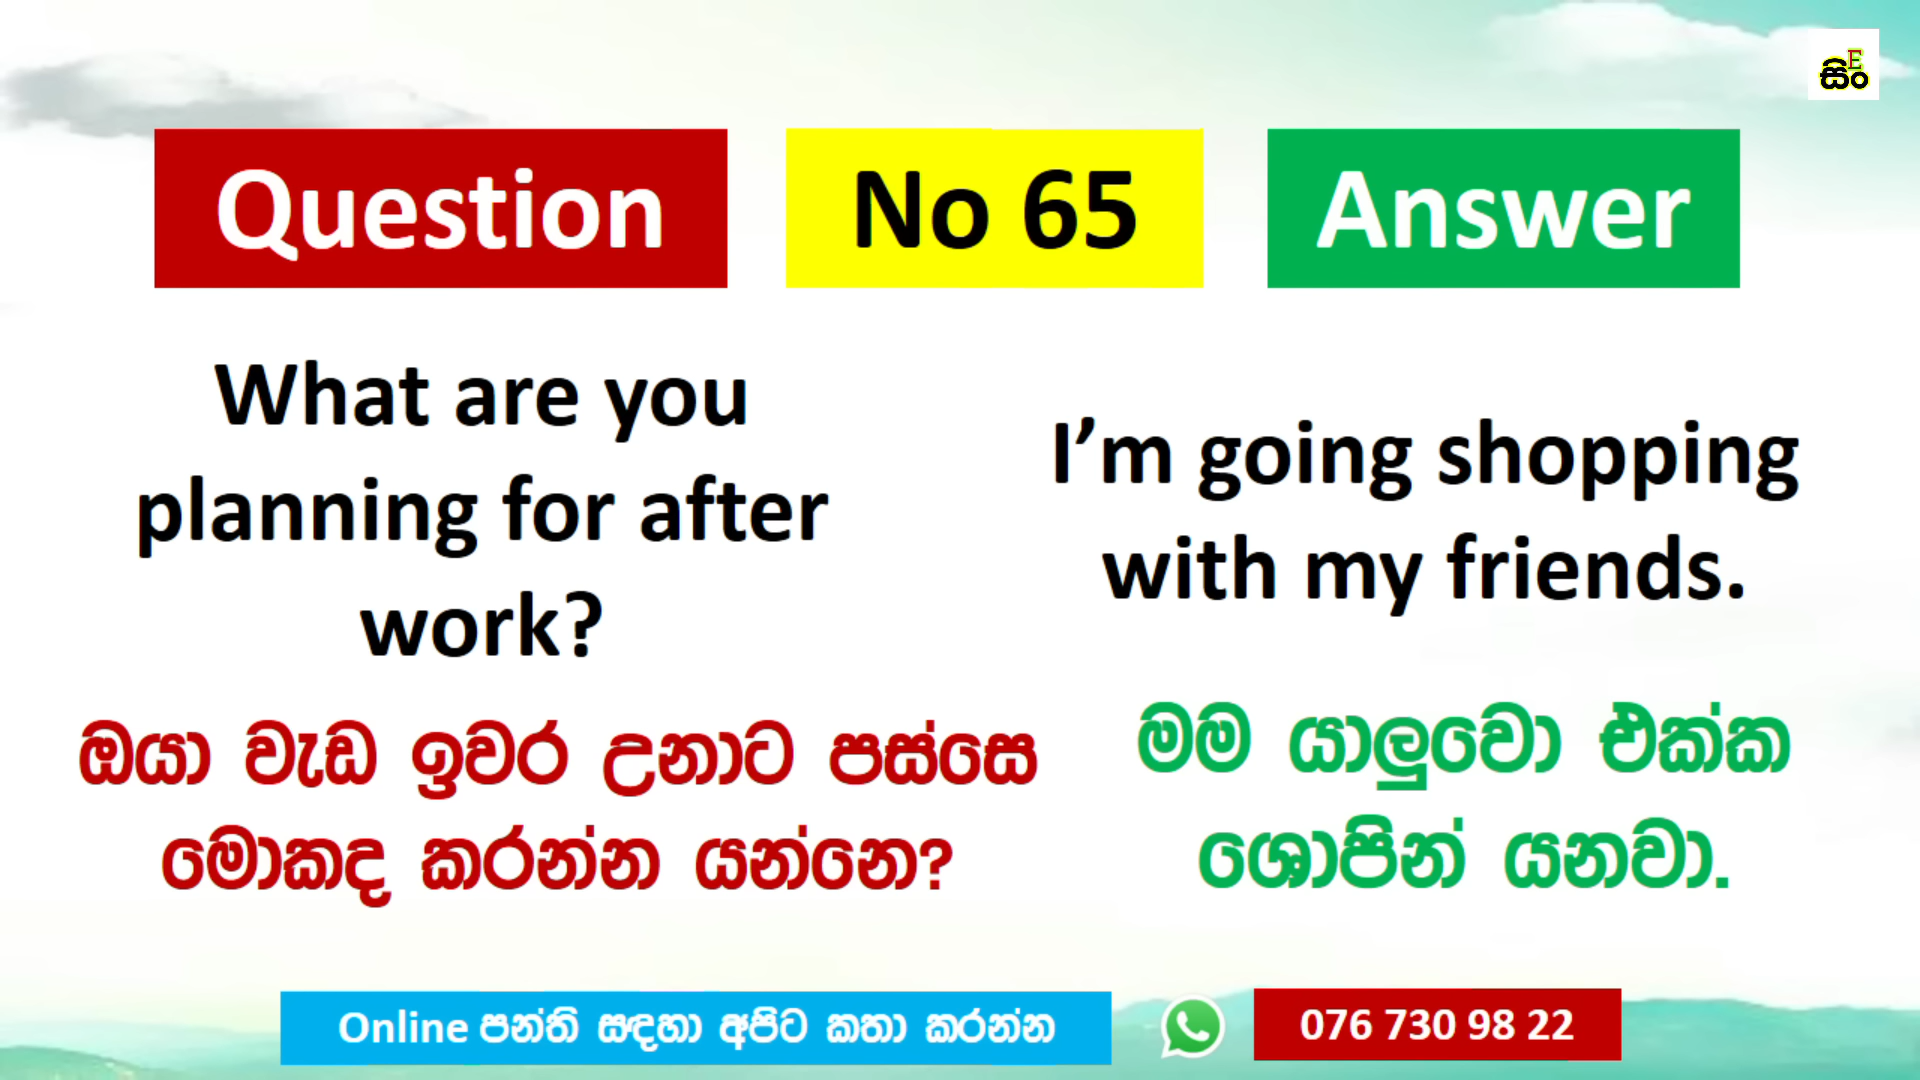 සිං E
Question
No 65
Answer
What are you
planning for after
work?
I’m going shopping
with my friends.
ඔයා වැඩ ඉවර උනාට පස්සෙ
මොකද කරන්න යන්නෙ?
මම යාලුවො එක්ක
ශොපින් යනවා.
Online පන්ති සඳහා අපිට කතා කරන්න
076 730 98 22